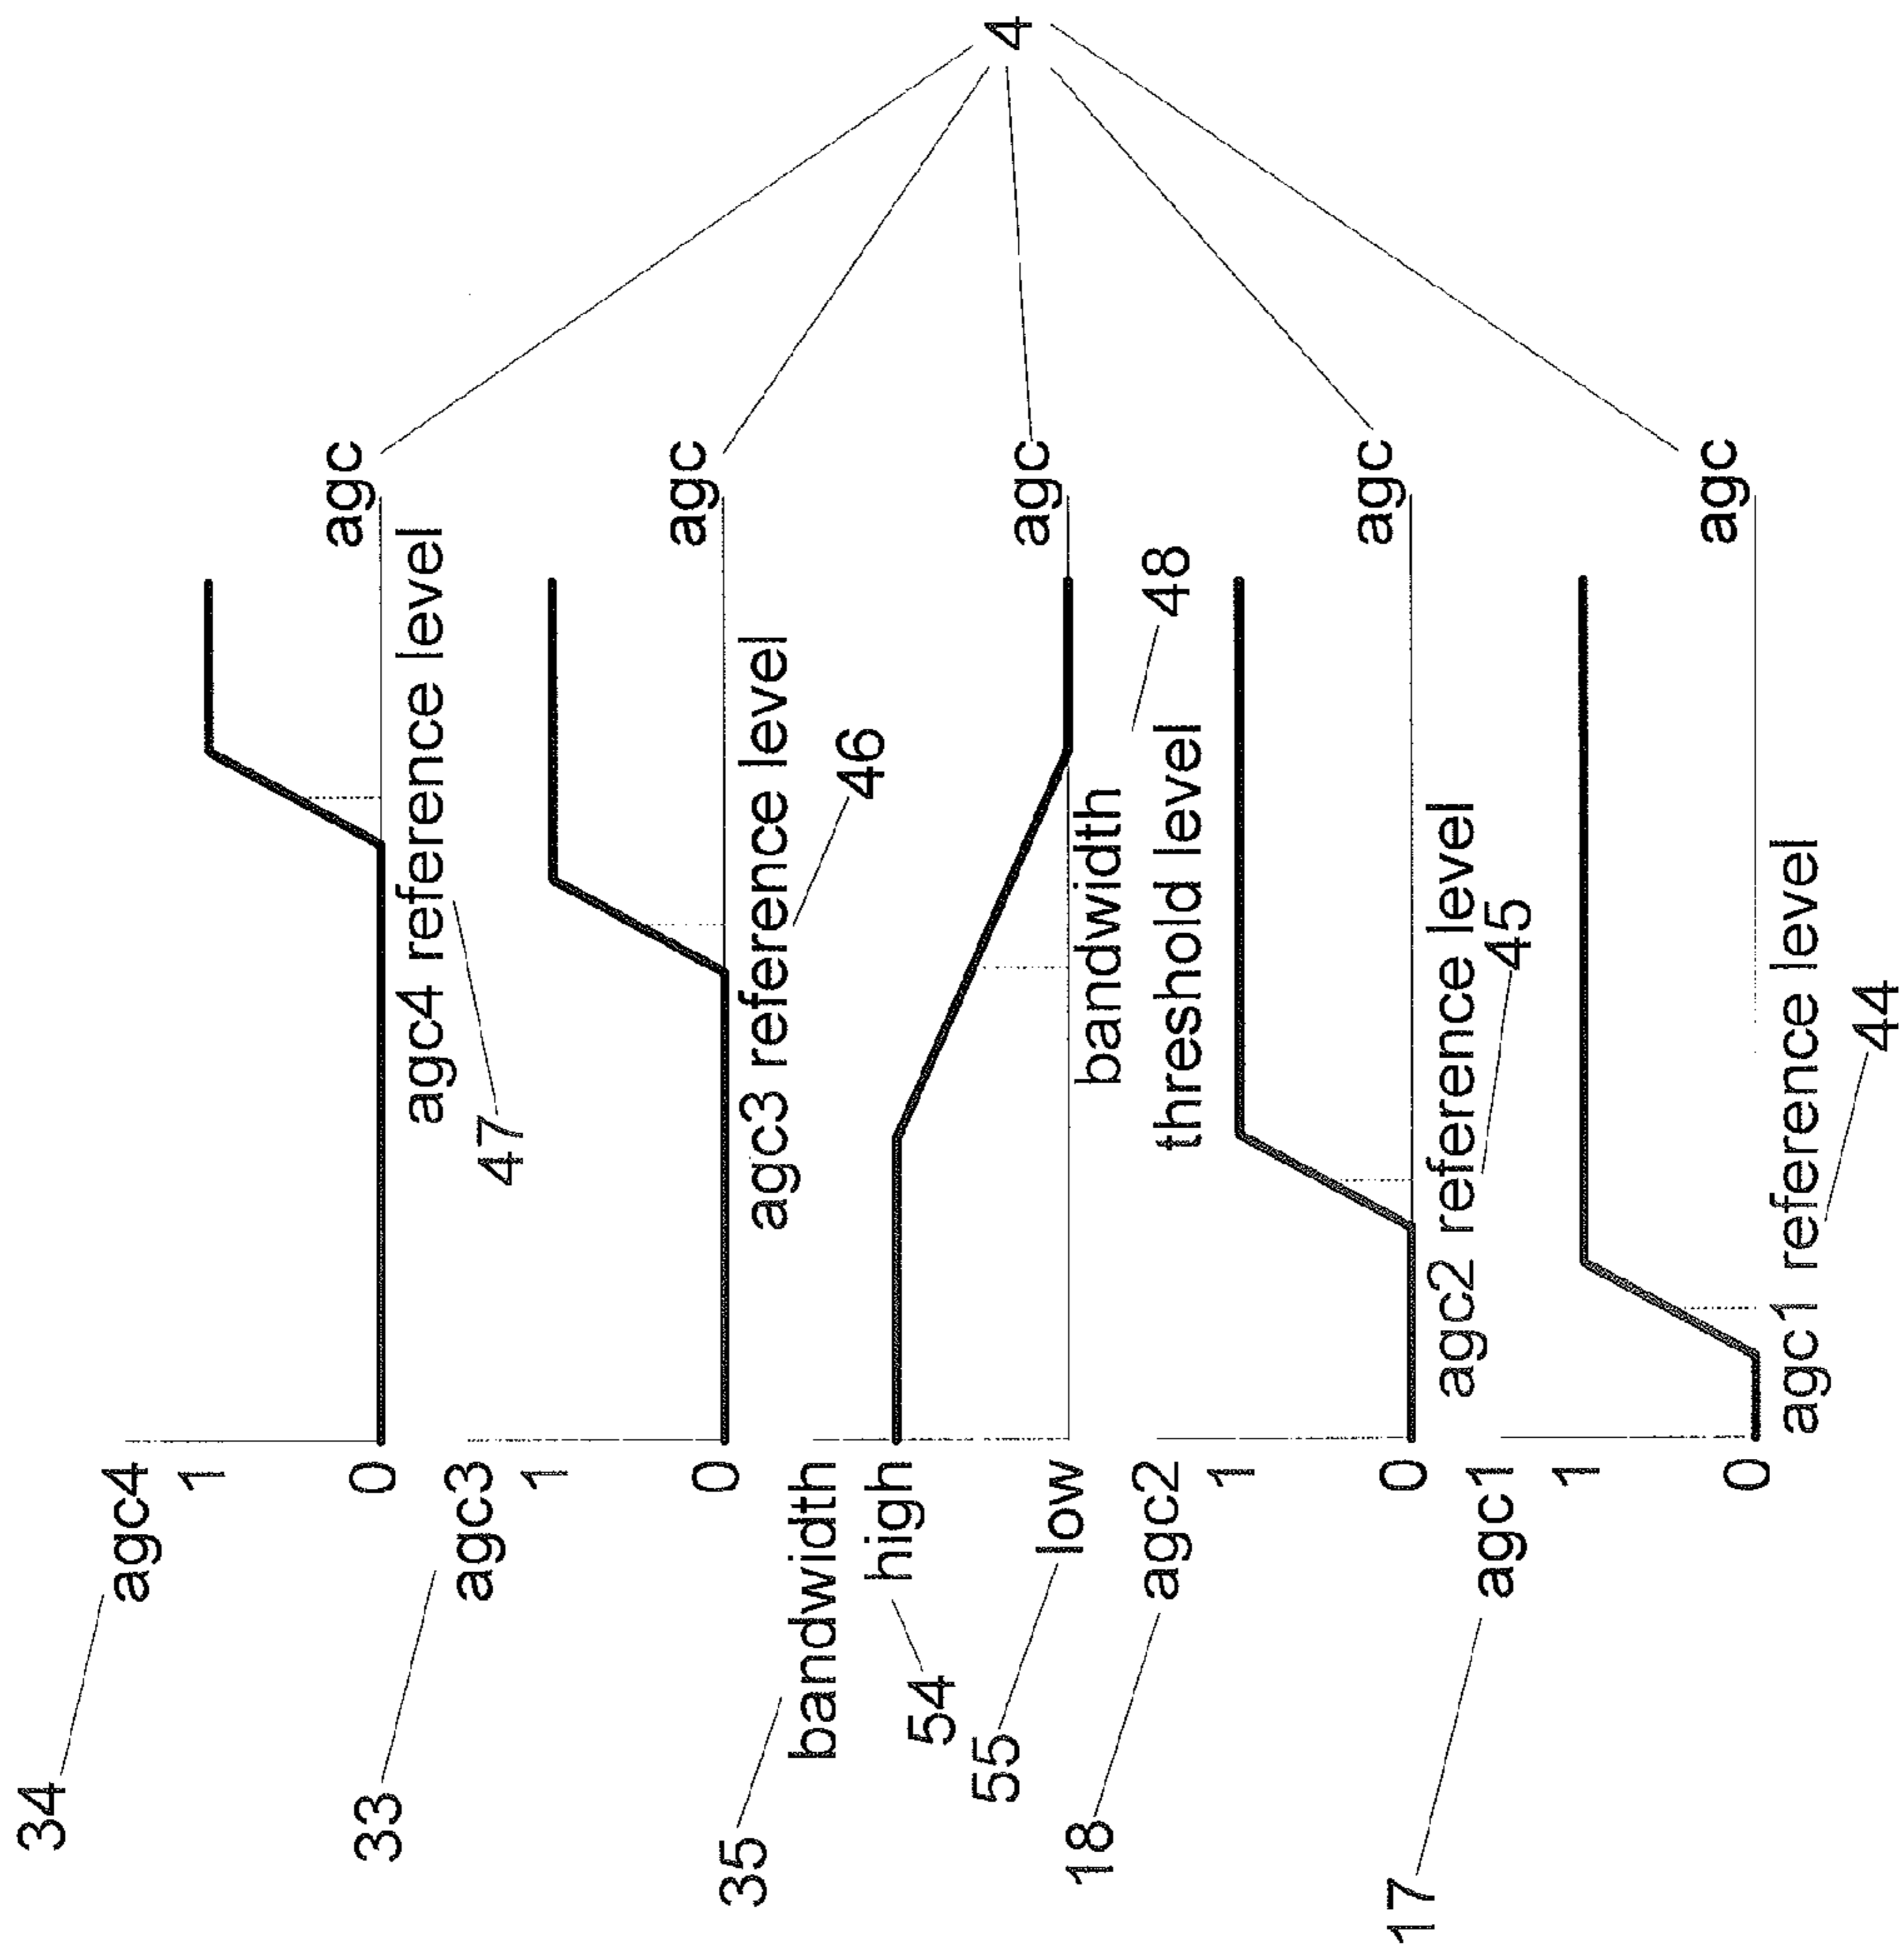 34
agc4
1
0
agc
agc4 reference level
47
33
agc3
1
0
agc
agc3 reference level
46
4
35
bandwidth
high
54
low
55
agc
bandwidth
threshold level
48
18
agc2
1
0
agc
agc2 reference level
45
17
agc1
1
0
agc
agc1 reference level
44